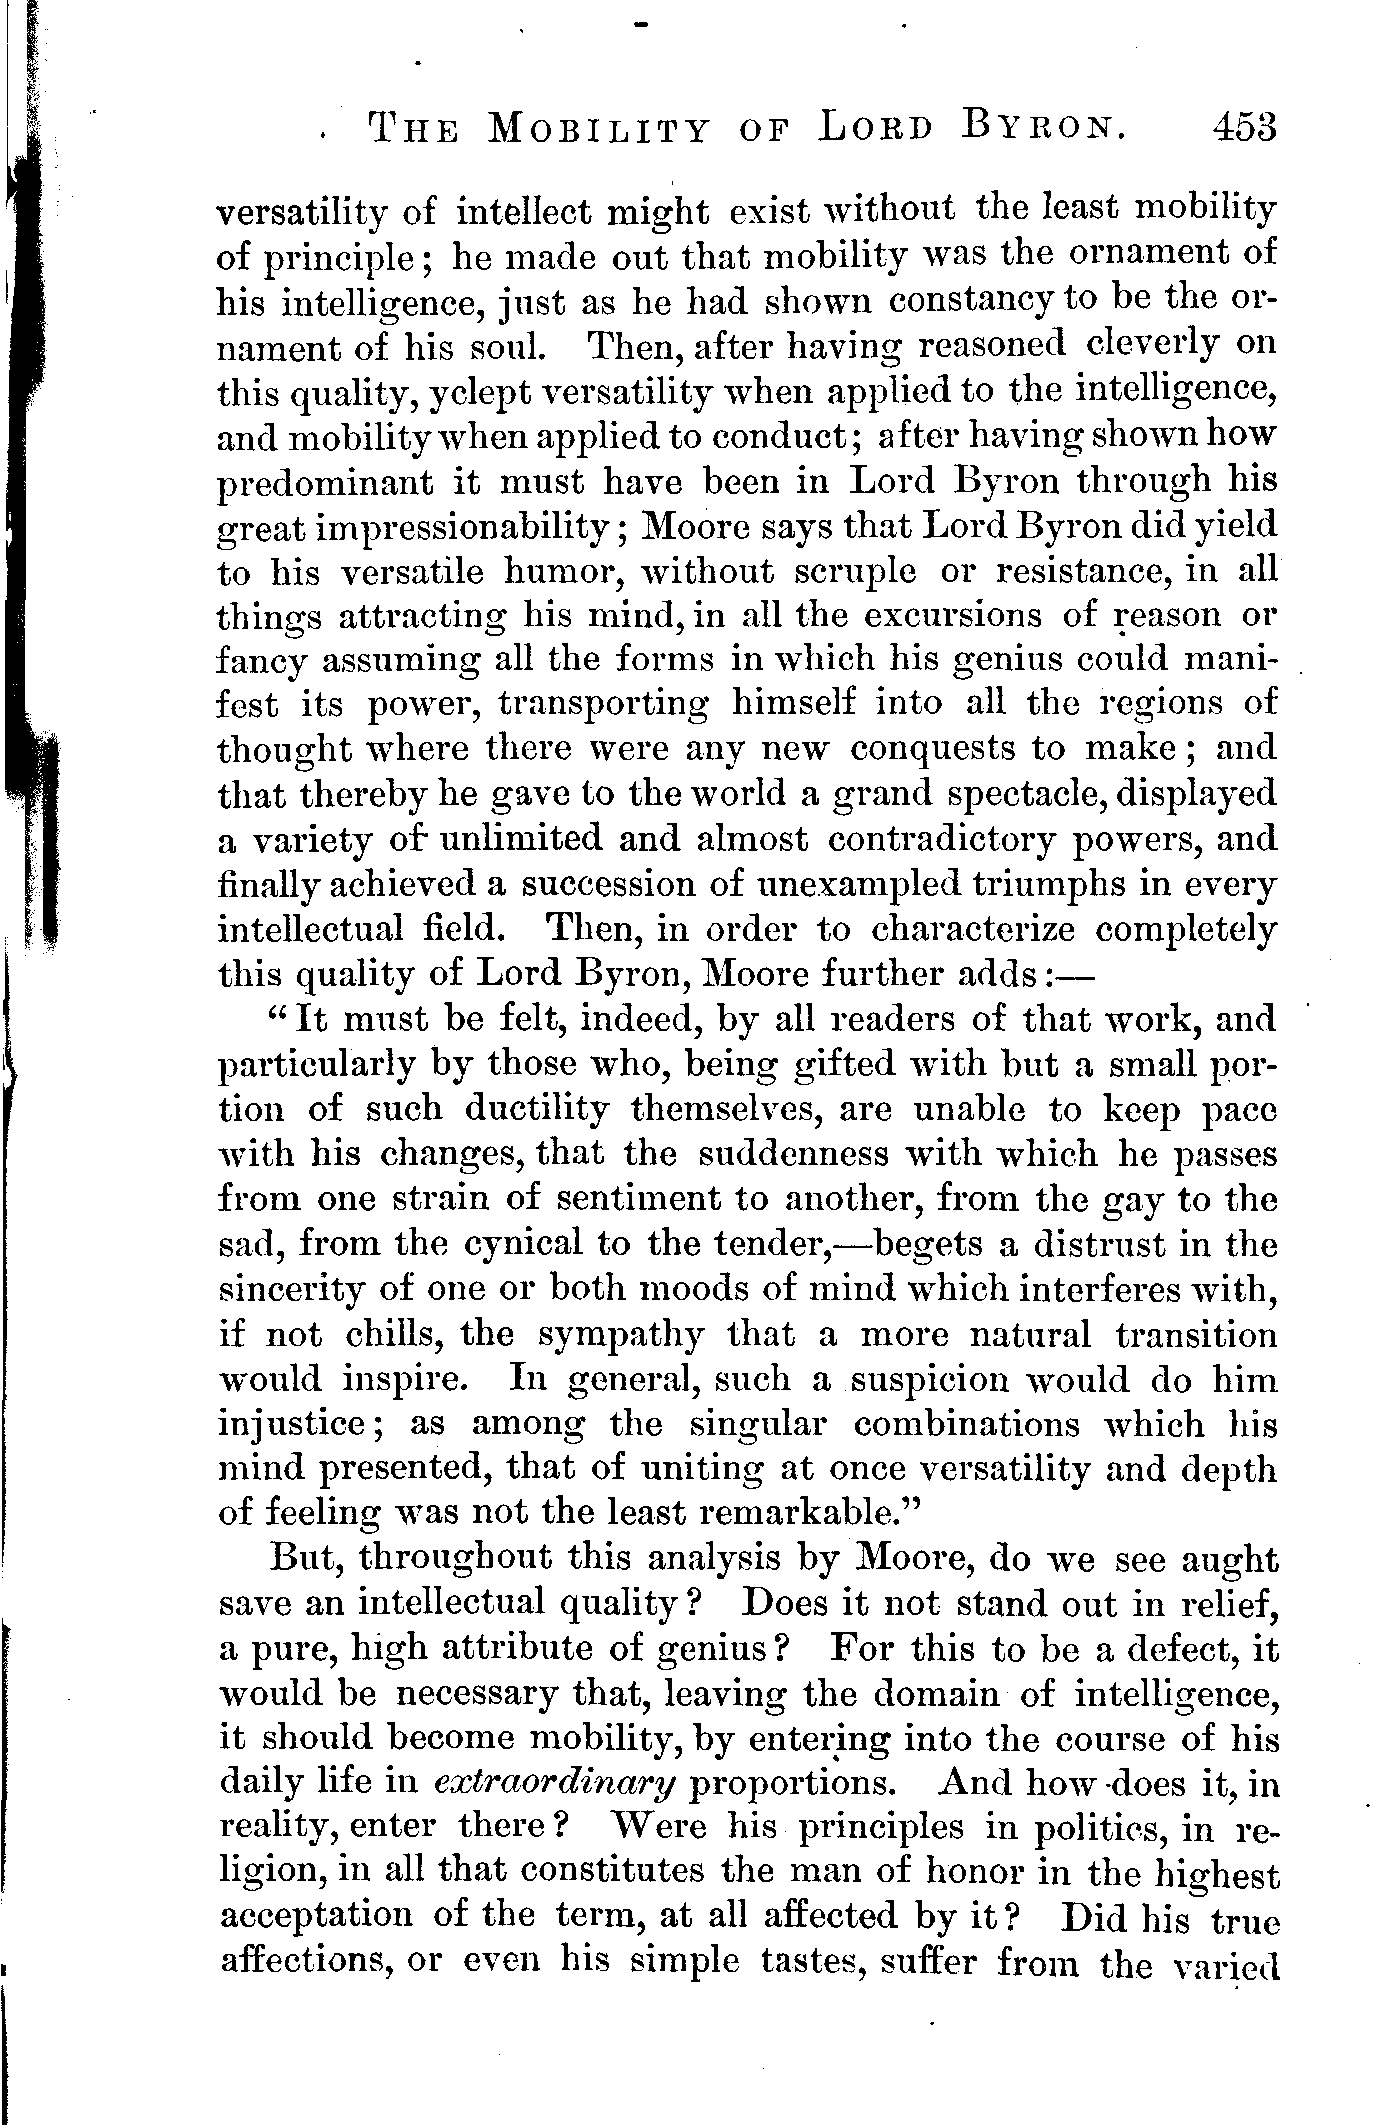 THE MOBILITY OF LORD BYRON. 453
versatility of intellect might exist without the least mobility
of principle; he made out that mobility was the ornament of
his intelligence, just as he had shown constancy to be the or-
nament of his soul. Then, after having reasoned cleverly on
this quality, yclept versatility when applied to the intelligence,
and mobility when applied to conduct; after having shown how
predominant it must have been in Lord Byron through his
great impressionability; Moore says that Lord Byron did yield
to his versatile humor, without scruple or resistance, in all
things attracting his mind, in all the excursions of reason or
fancy assuming all the forms in which his genius could mani-
fest its power, transporting himself into all the regions of
thought where there were any new conquests to make; and
that thereby he gave to the world a grand spectacle, displayed
a variety of unlimited and almost contradictory powers, and
finally achieved a succession of unexampled triumphs in every
intellectual field. Then, in order to characterize completely
this quality of Lord Byron, Moore further adds:—
“It must be felt, indeed, by all readers of that work, and
particularly by those who, being gifted with but a small por-
tion of such ductility themselves, are unable to keep pace
with his changes, that the suddenness with which he passes
from one strain of sentiment to another, from the gay to the
sad, from the cynical to the tender,—begets a distrust in the
sincerity of one or both moods of mind which interferes with,
if not chills, the sympathy that a more natural transition
would inspire. In general, such a suspicion would do him
injustice; as among the singular combinations which his
mind presented, that of uniting at once versatility and depth
of feeling was not the least remarkable.”
But, throughout this analysis by Moore, do we see aught
save an intellectual quality? Does it not stand out in relief,
a pure, high attribute of genius? For this to be a defect, it
would be necessary that, leaving the domain of intelligence,
it should become mobility, by entering into the course of his
daily life in extraordinary proportions. And how does it, in
reality, enter there? Were his principles in politics, in re-
ligion, in all that constitutes the man of honor in the highest
acceptation of the term, at all affected by it? Did his true
affections, or even his simple tastes, suffer from the varied